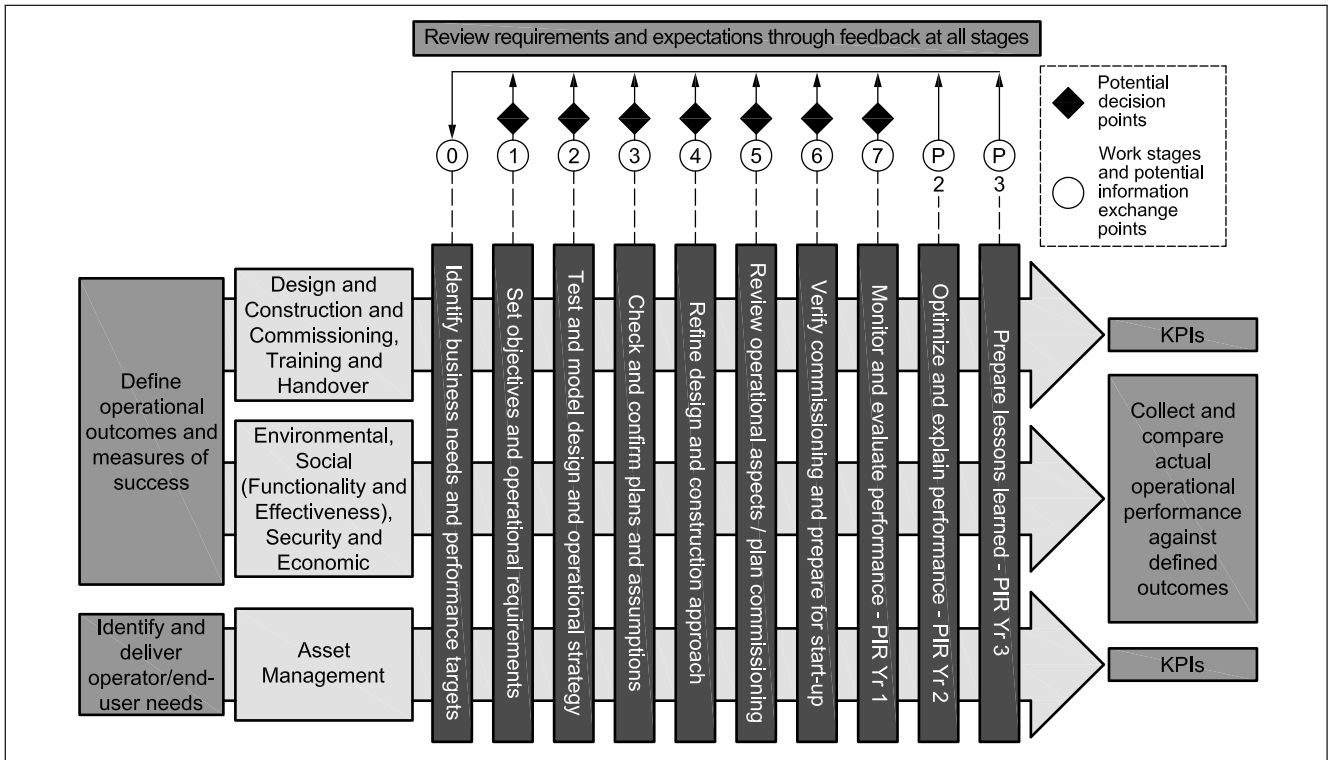 Review requirements and expectations through feedback at all stages
Potential
decision
points
Work stages
and potential
information
exchange
points
0
1
2
3
4
5
6
7
P
2
P
3
Define
operational
outcomes and
measures of
success
Identify and
deliver
operator/end-
user needs
Design and
Construction and
Commissioning,
Training and
Handover
Environmental,
Social
(Functionality and
Effectiveness),
Security and
Economic
Asset
Management
Identify business needs and performance targets
Set objectives and operational requirements
Test and model design and operational strategy
Check and confirm plans and assumptions
Refine design and construction approach
Review operational aspects / plan commissioning
Verify commissioning and prepare for start-up
Monitor and evaluate performance - PIR Yr 1
Optimize and explain performance - PIR Yr 2
Prepare lessons learned - PIR Yr 3
KPIs
Collect and
compare
actual
operational
performance
against
defined
outcomes
KPIs